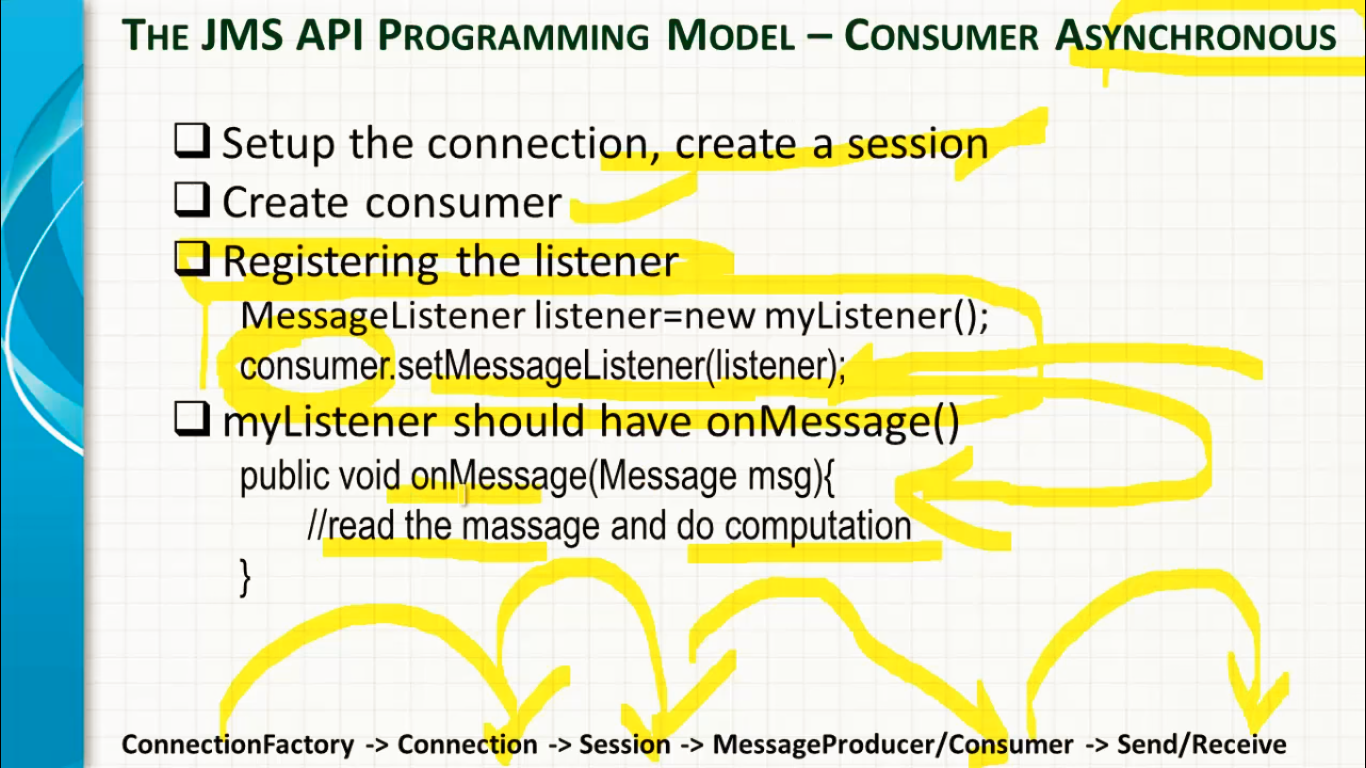 THE JMS API PROGRAMMING MODEL – CONSUMER ASYNCHRONOUS
❑ Setup the connection, create a session
❑ Create consumer
❑ Registering the listener
MessageListener listener=new myListener();
consumer.setMessageListener(listener);
❑ myListener should have onMessage()
public void onMessage(Message msg){
//read the massage and do computation
}
ConnectionFactory -> Connection -> Session -> MessageProducer/Consumer -> Send/Receive